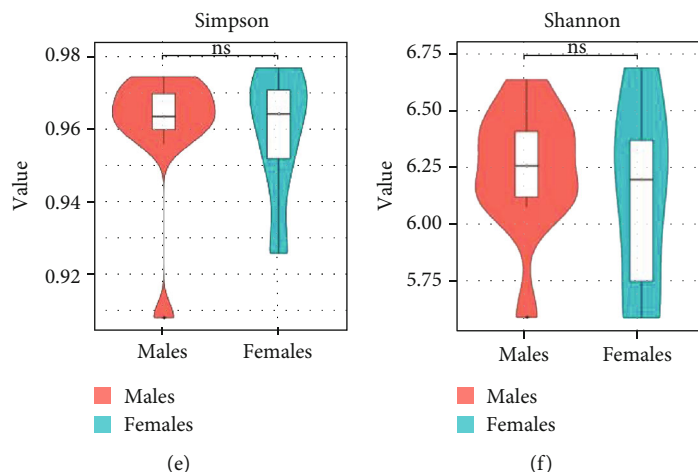 Simpson
ns
0.98
0.96
0.94
0.92
Value
Males Females
Males
Females
(e)
Shannon
ns
6.75
6.50
6.25
6.00
5.75
Value
Males Females
Males
Females
(f)